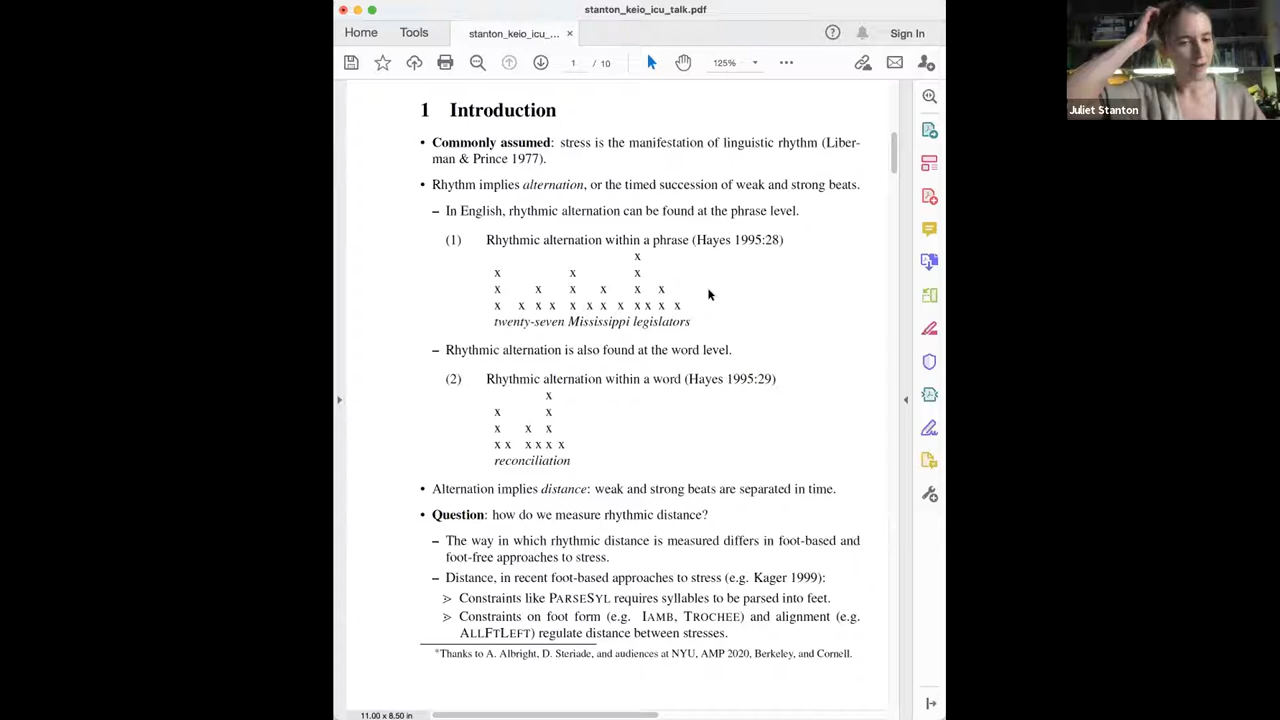 stanton_keio_icu_talk.pdf
Home
Tools
stanton_keio_icu_...
Sign In
1 / 10
125%
Juliet Stanton
1 Introduction
• Commonly assumed: stress is the manifestation of linguistic rhythm (Liber-
man & Prince 1977).
• Rhythm implies alternation, or the timed succession of weak and strong beats.
– In English, rhythmic alternation can be found at the phrase level.
(1) Rhythmic alternation within a phrase (Hayes 1995:28)
x
x x x
x x x x x x
x x x x x x x x x x x x
twenty-seven Mississippi legislators
– Rhythmic alternation is also found at the word level.
(2) Rhythmic alternation within a word (Hayes 1995:29)
x
x x
x x x
x x x x x x
reconciliation
• Alternation implies distance: weak and strong beats are separated in time.
• Question: how do we measure rhythmic distance?
– The way in which rhythmic distance is measured differs in foot-based and
foot-free approaches to stress.
– Distance, in recent foot-based approaches to stress (e.g. Kager 1999):
⪢ Constraints like PARSESYL requires syllables to be parsed into feet.
⪢ Constraints on foot form (e.g. IAMB, TROCHEE) and alignment (e.g.
ALLFTLEFT) regulate distance between stresses.
*Thanks to A. Albright, D. Steriade, and audiences at NYU, AMP 2020, Berkeley, and Cornell.
11.00 x 8.50 in